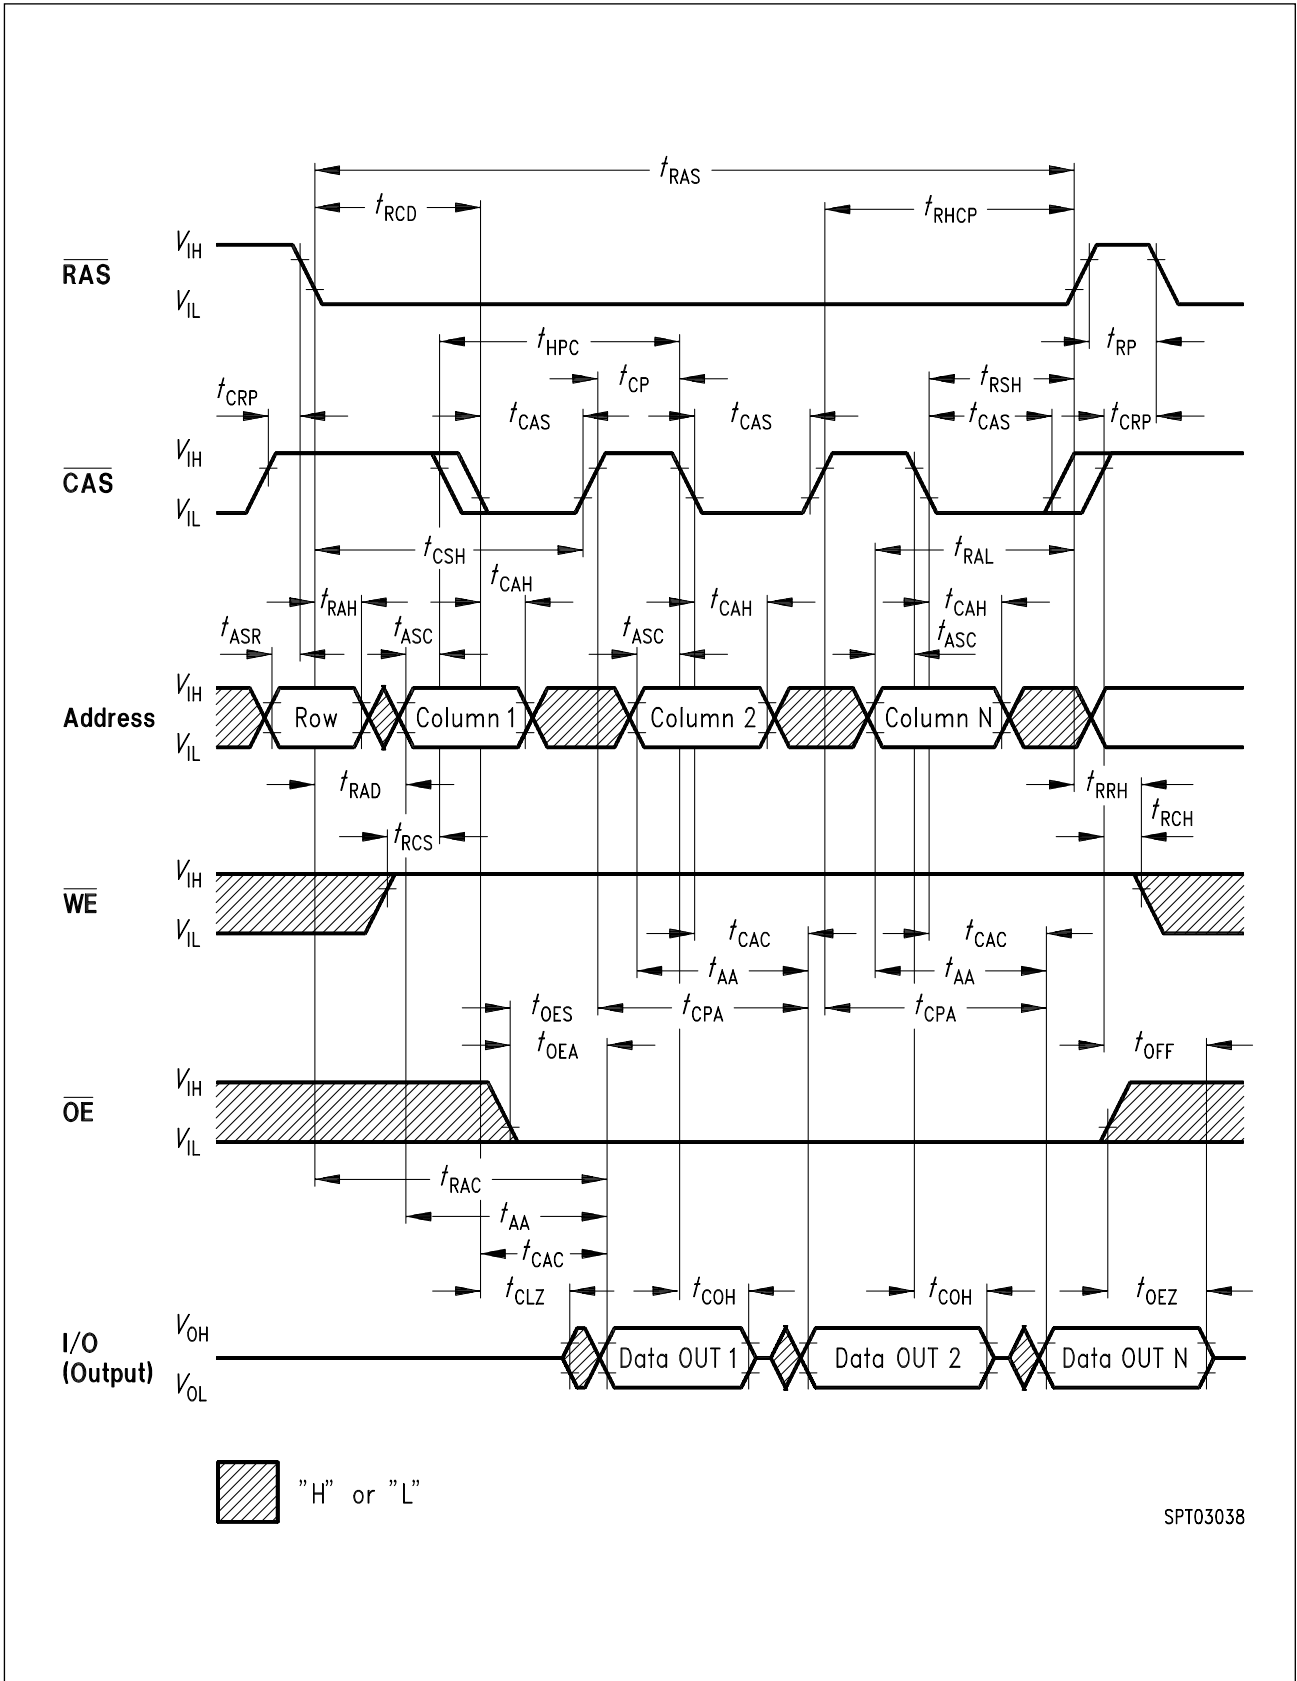 tRAS
tRCD tRHCP
VIH
RAS
VIL
tHPC tRP
tCP tRSH
tCRP tCAS tCAS tCAS tCRP
VIH
CAS
VIL
tCSH tRAL
tCAH
tRAH tCAH tCAH
tASR tASC tASC tASC
VIH
Address Row Column 1 Column 2 Column N
VIL
tRAD tRRH
tRCS tRCH
VIH
WE
VIL
tCAC tCAC
tAA tAA
tOES tCPA tCPA
tOEA tOFF
VIH
OE
VIL
tRAC
tAA
tCAC
tCLZ tCOH tCOH tOEZ
VOH
I/O
(Output) Data OUT 1 Data OUT 2 Data OUT N
VOL
"H" or "L"
SPT03038